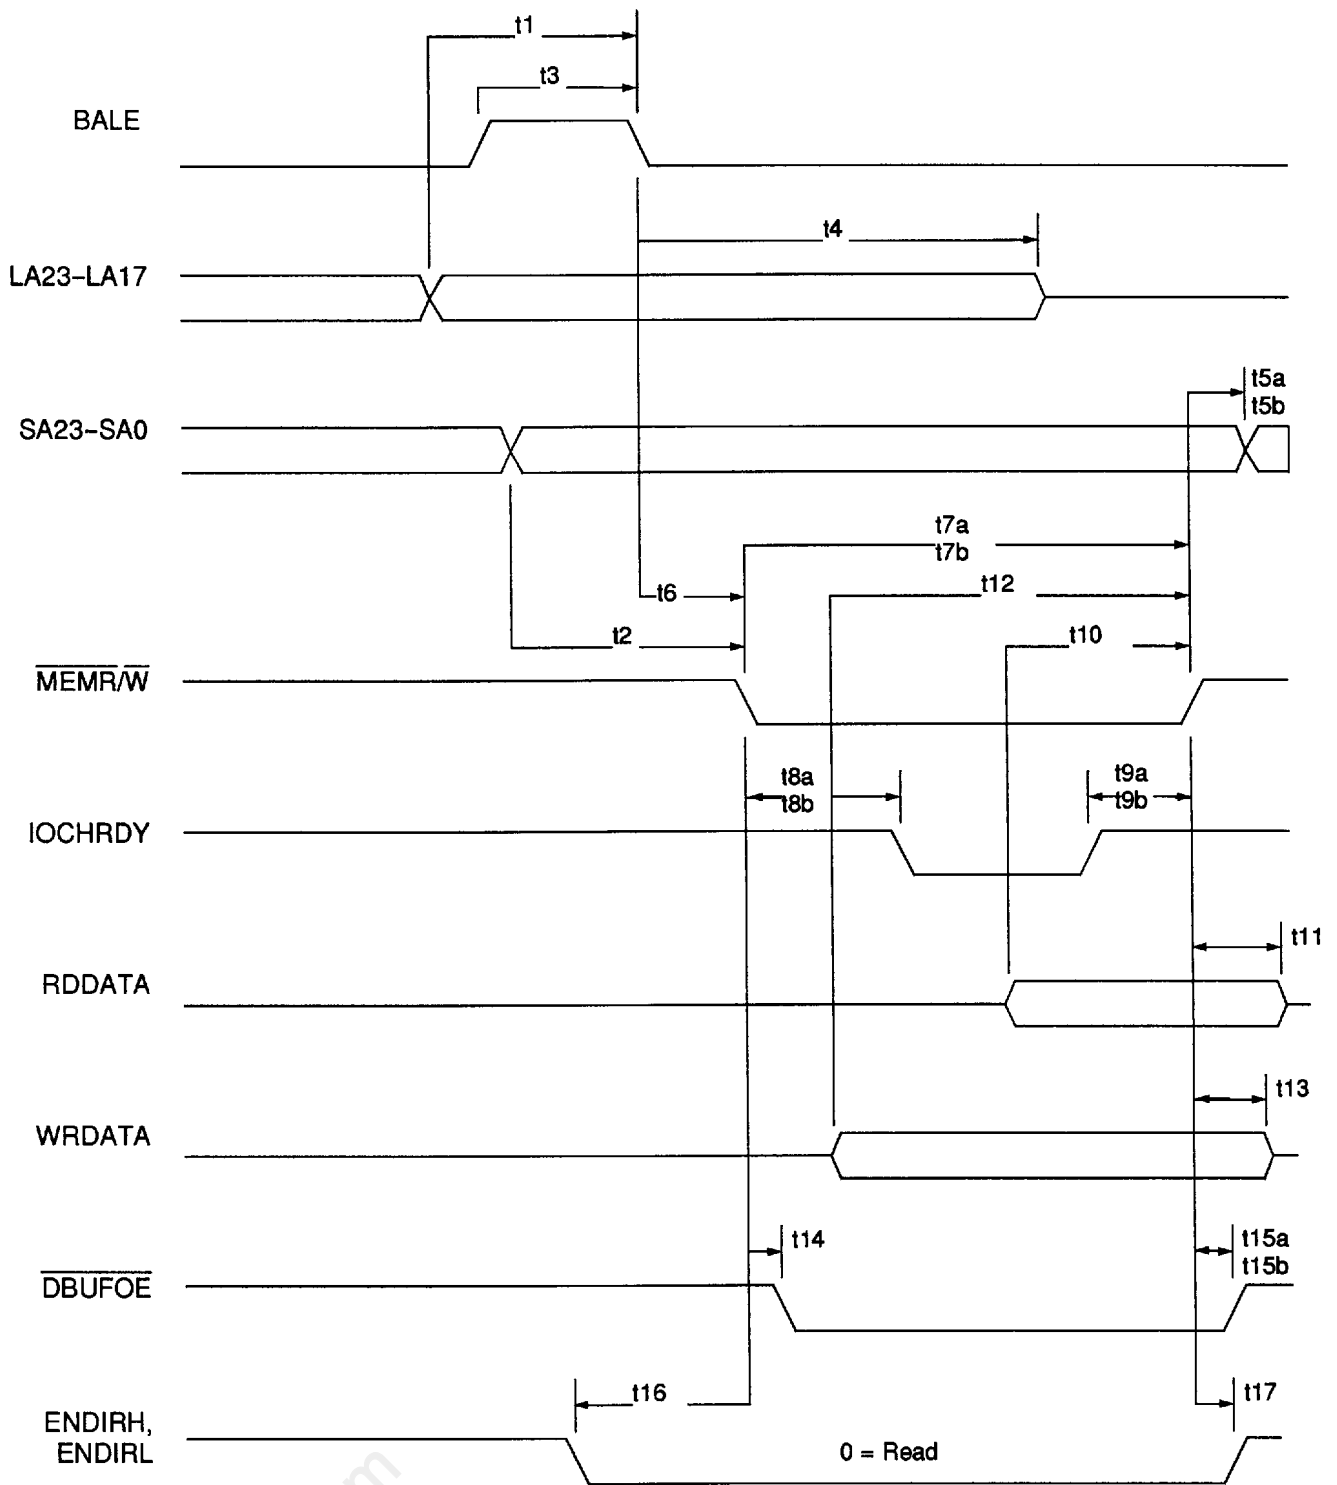 t1
t3
BALE
t4
LA23–LA17
t5a
t5b
SA23–SA0
t7a
t7b
t6
t12
t2
t10
MEMR/W
t8a
t8b
t9a
t9b
IOCHRDY
t11
RDDATA
t13
WRDATA
t14
t15a
t15b
DBUFOE
t16
t17
ENDIRH,
ENDIRL
0 = Read